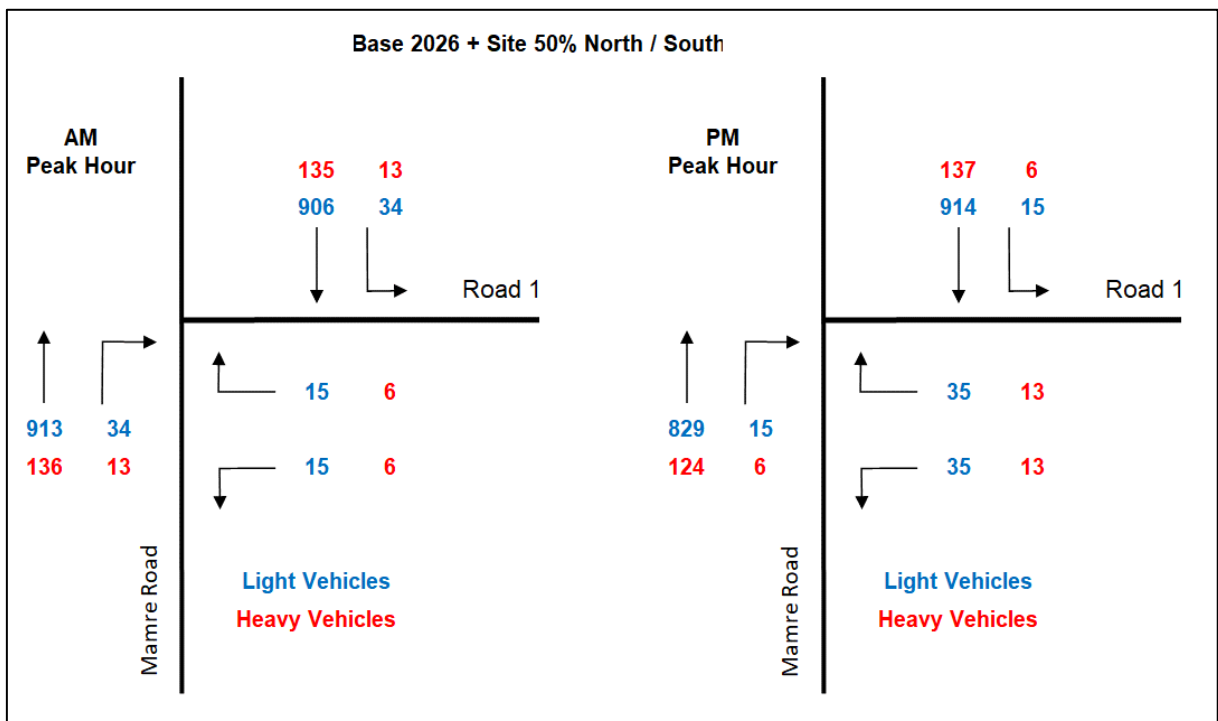 Base 2026 + Site 50% North / South
AM
Peak Hour
135 13
906 34
Road 1
15 6
913 34
136 13
15 6
Mamre Road
Light Vehicles
Heavy Vehicles
PM
Peak Hour
137 6
914 15
Road 1
35 13
829 15
124 6
35 13
Mamre Road
Light Vehicles
Heavy Vehicles